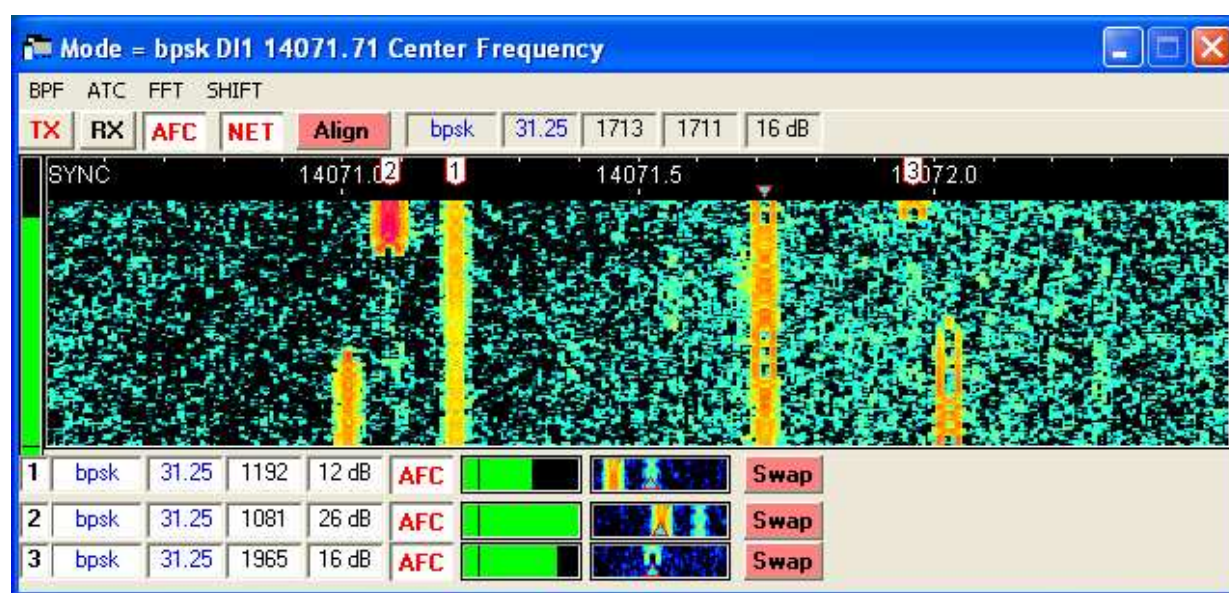 Mode = bpsk DI1 14071.71 Center Frequency
BPF ATC FFT SHIFT
TX RX AFC NET Align bpsk 31.25 1713 1711 16 dB
SYNC 14071.0 2 1 14071.5 3 14072.0
1 bpsk 31.25 1192 12 dB AFC Swap
2 bpsk 31.25 1081 26 dB AFC Swap
3 bpsk 31.25 1965 16 dB AFC Swap